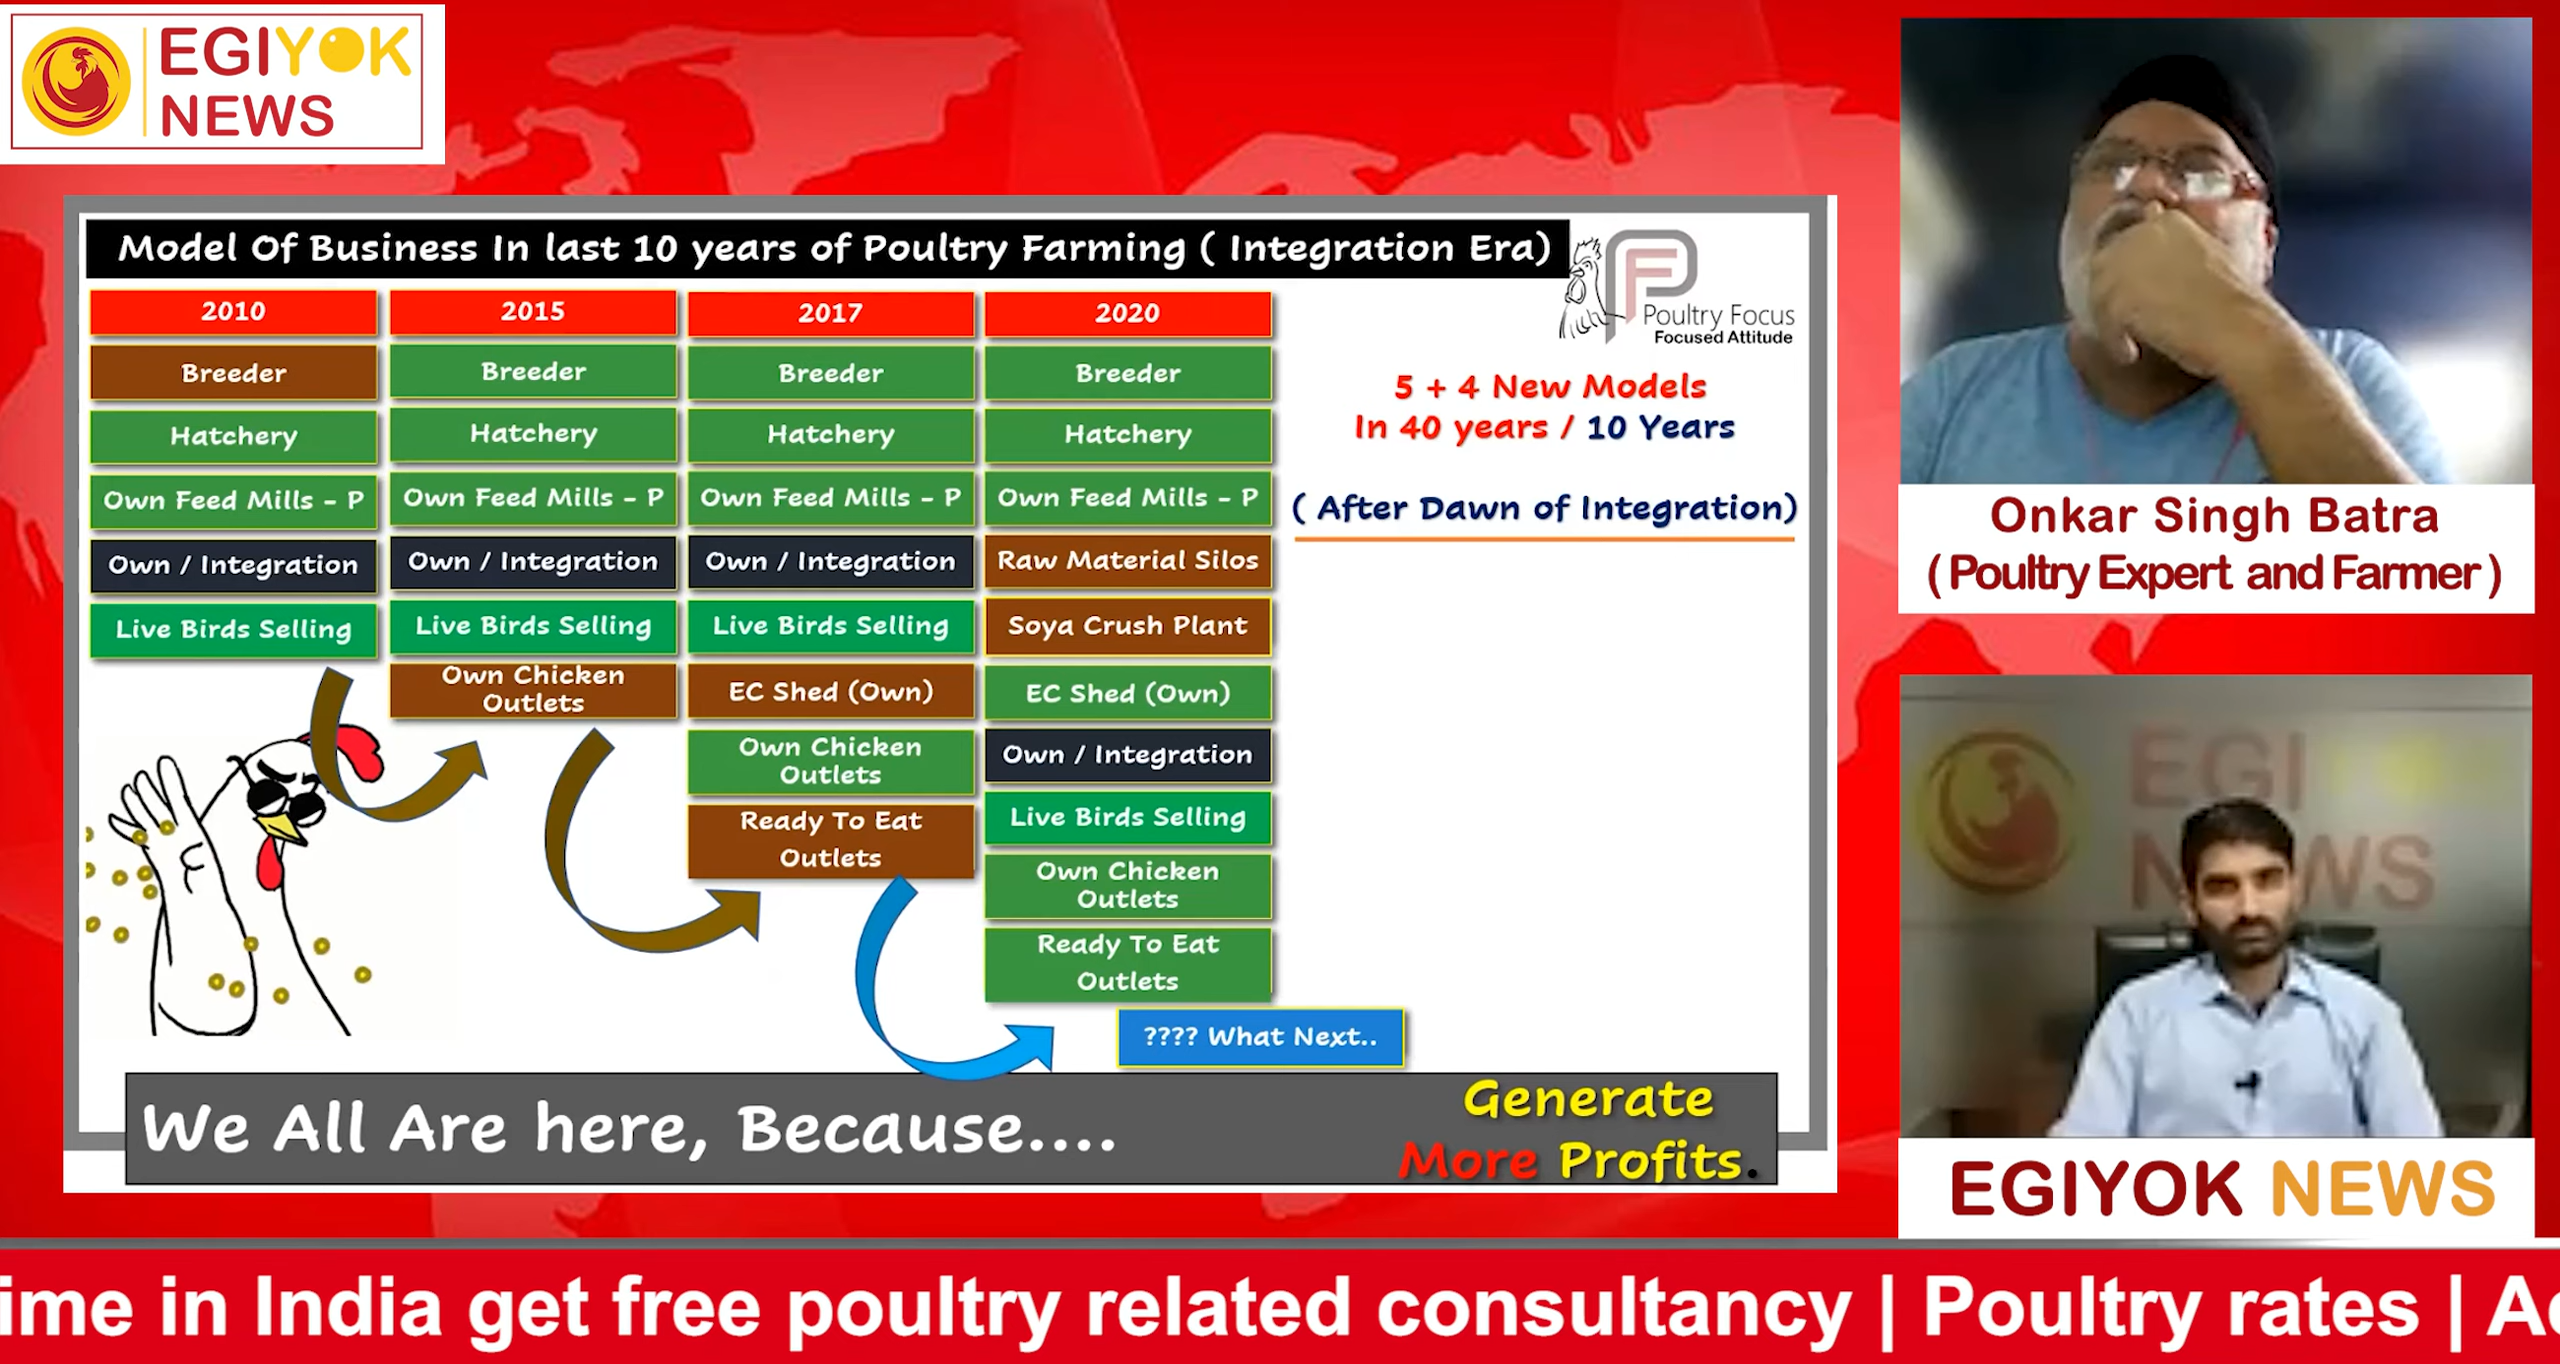 EGIYOK
NEWS
Model Of Business In last 10 years of Poultry Farming ( Integration Era)
Poultry Focus
Focused Attitude
2010
Breeder
Hatchery
Own Feed Mills - P
Own / Integration
Live Birds Selling
2015
Breeder
Hatchery
Own Feed Mills - P
Own / Integration
Live Birds Selling
Own Chicken
Outlets
2017
Breeder
Hatchery
Own Feed Mills - P
Own / Integration
Live Birds Selling
EC Shed (Own)
Own Chicken
Outlets
Ready To Eat
Outlets
2020
Breeder
Hatchery
Own Feed Mills - P
Raw Material Silos
Soya Crush Plant
EC Shed (Own)
Own / Integration
Live Birds Selling
Own Chicken
Outlets
Ready To Eat
Outlets
???? What Next..
5 + 4 New Models
In 40 years / 10 Years
( After Dawn of Integration)
We All Are here, Because....
Generate
More Profits.
Onkar Singh Batra
( Poultry Expert and Farmer )
EGI
NEWS
EGIYOK NEWS
ime in India get free poultry related consultancy | Poultry rates |